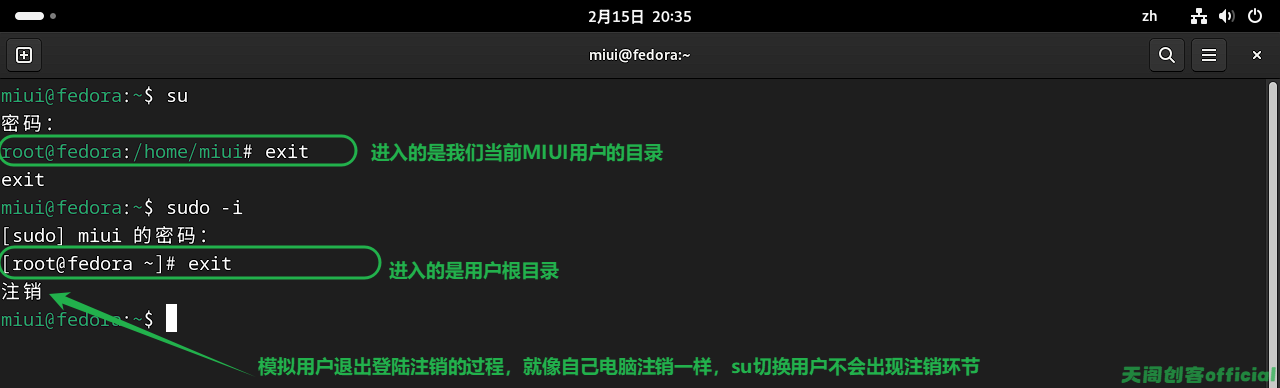 2月15日 20:35
zh
miui@fedora:~
miui@fedora:~$ su
密码：
root@fedora:/home/miui# exit
进入的是我们当前MIUI用户的目录
exit
miui@fedora:~$ sudo -i
[sudo] miui 的密码：
[root@fedora ~]# exit
进入的是用户根目录
注销
miui@fedora:~$
模拟用户退出登陆注销的过程，就像自己电脑注销一样，su切换用户不会出现注销环节
天阁创客official